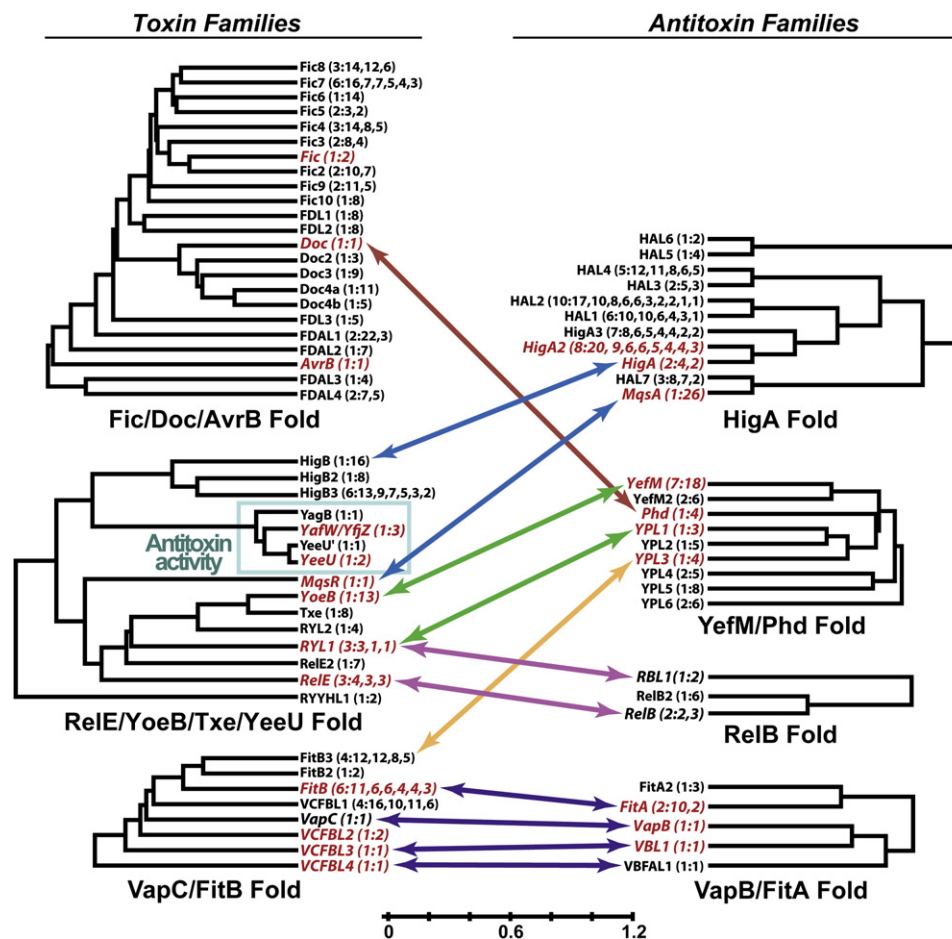 Toxin Families
Antitoxin Families
Fic8 (3:14,12,6)
Fic7 (6:16,7,7,5,4,3)
Fic6 (1:14)
Fic5 (2:3,2)
Fic4 (3:14,8,5)
Fic3 (2:8,4)
Fic (1:2)
Fic2 (2:10,7)
Fic9 (2:11,5)
Fic10 (1:8)
FDL1 (1:8)
FDL2 (1:8)
Doc (1:1)
Doc2 (1:3)
Doc3 (1:9)
Doc4a (1:11)
Doc4b (1:5)
FDL3 (1:5)
FDAL1 (2:22,3)
FDAL2 (1:7)
AvrB (1:1)
FDAL3 (1:4)
FDAL4 (2:7,5)
Fic/Doc/AvrB Fold
HigB (1:16)
HigB2 (1:8)
HigB3 (6:13,9,7,5,3,2)
YagB (1:1)
YafW/YfjZ (1:3)
YeeU' (1:1)
YeeU (1:2)
Antitoxin
activity
MqsR (1:1)
YoeB (1:13)
Txe (1:8)
RYL2 (1:4)
RYL1 (3:3,1,1)
RelE2 (1:7)
RelE (3:4,3,3)
RYYHL1 (1:2)
RelE/YoeB/Txe/YeeU Fold
FitB3 (4:12,12,8,5)
FitB2 (1:2)
FitB (6:11,6,6,4,4,3)
VCFBL1 (4:16,10,11,6)
VapC (1:1)
VCFBL2 (1:2)
VCFBL3 (1:1)
VCFBL4 (1:1)
VapC/FitB Fold
HAL6 (1:2)
HAL5 (1:4)
HAL4 (5:12,11,8,6,5)
HAL3 (2:5,3)
HAL2 (10:17,10,8,6,6,3,2,2,1,1)
HAL1 (6:10,10,6,4,3,1)
HigA3 (7:8,6,5,4,4,2,2)
HigA2 (8:20, 9,6,6,5,4,4,3)
HigA (2:4,2)
HAL7 (3:8,7,2)
MqsA (1:26)
HigA Fold
YefM (7:18)
YefM2 (2:6)
Phd (1:4)
YPL1 (1:3)
YPL2 (1:5)
YPL3 (1:4)
YPL4 (2:5)
YPL5 (1:8)
YPL6 (2:6)
YefM/Phd Fold
RBL1(1:2)
RelB2 (1:6)
RelB (2:2,3)
RelB Fold
FitA2 (1:3)
FitA (2:10,2)
VapB (1:1)
VBL1 (1:1)
VBFAL1 (1:1)
VapB/FitA Fold
0 0.6 1.2